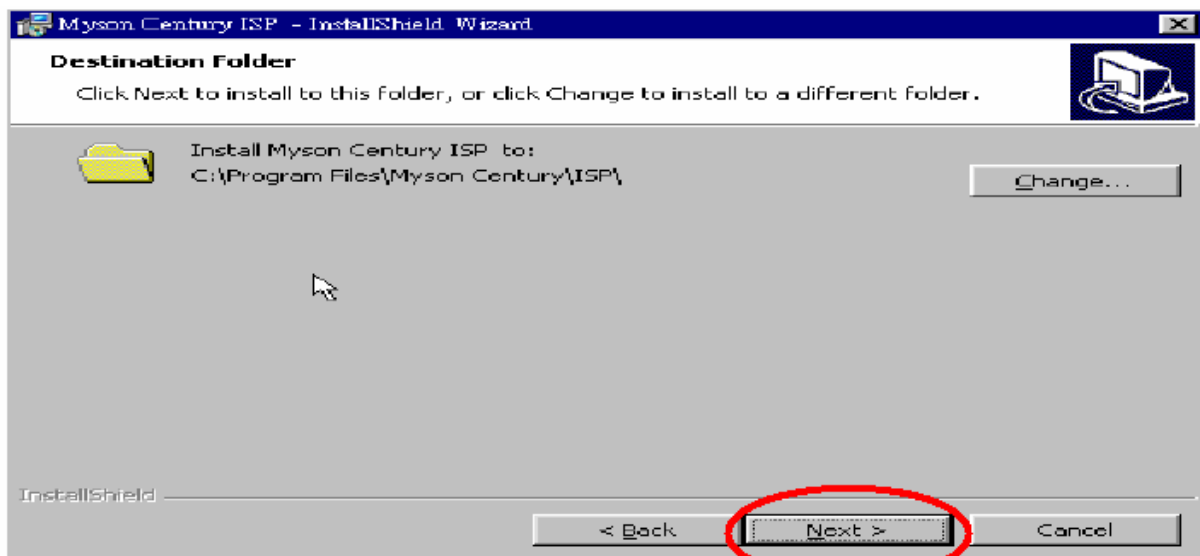 Myson Century ISP - InstallShield Wizard
Destination Folder
Click Next to install to this folder, or click Change to install to a different folder.
Install Myson Century ISP to:
C:\Program Files\Myson Century\ISP\
Change...
InstallShield
< Back
Next >
Cancel